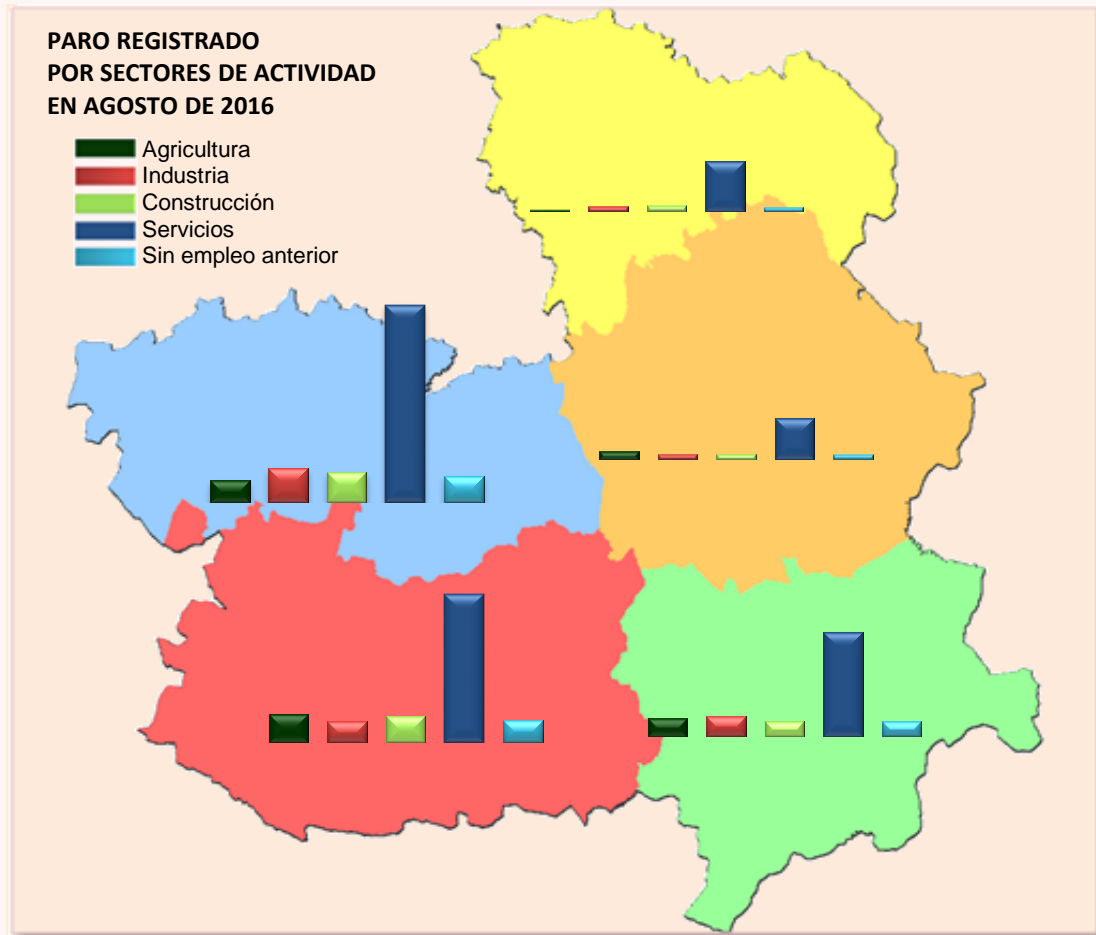 PARO REGISTRADO
POR SECTORES DE ACTIVIDAD
EN AGOSTO DE 2016
Agricultura
Industria
Construcción
Servicios
Sin empleo anterior